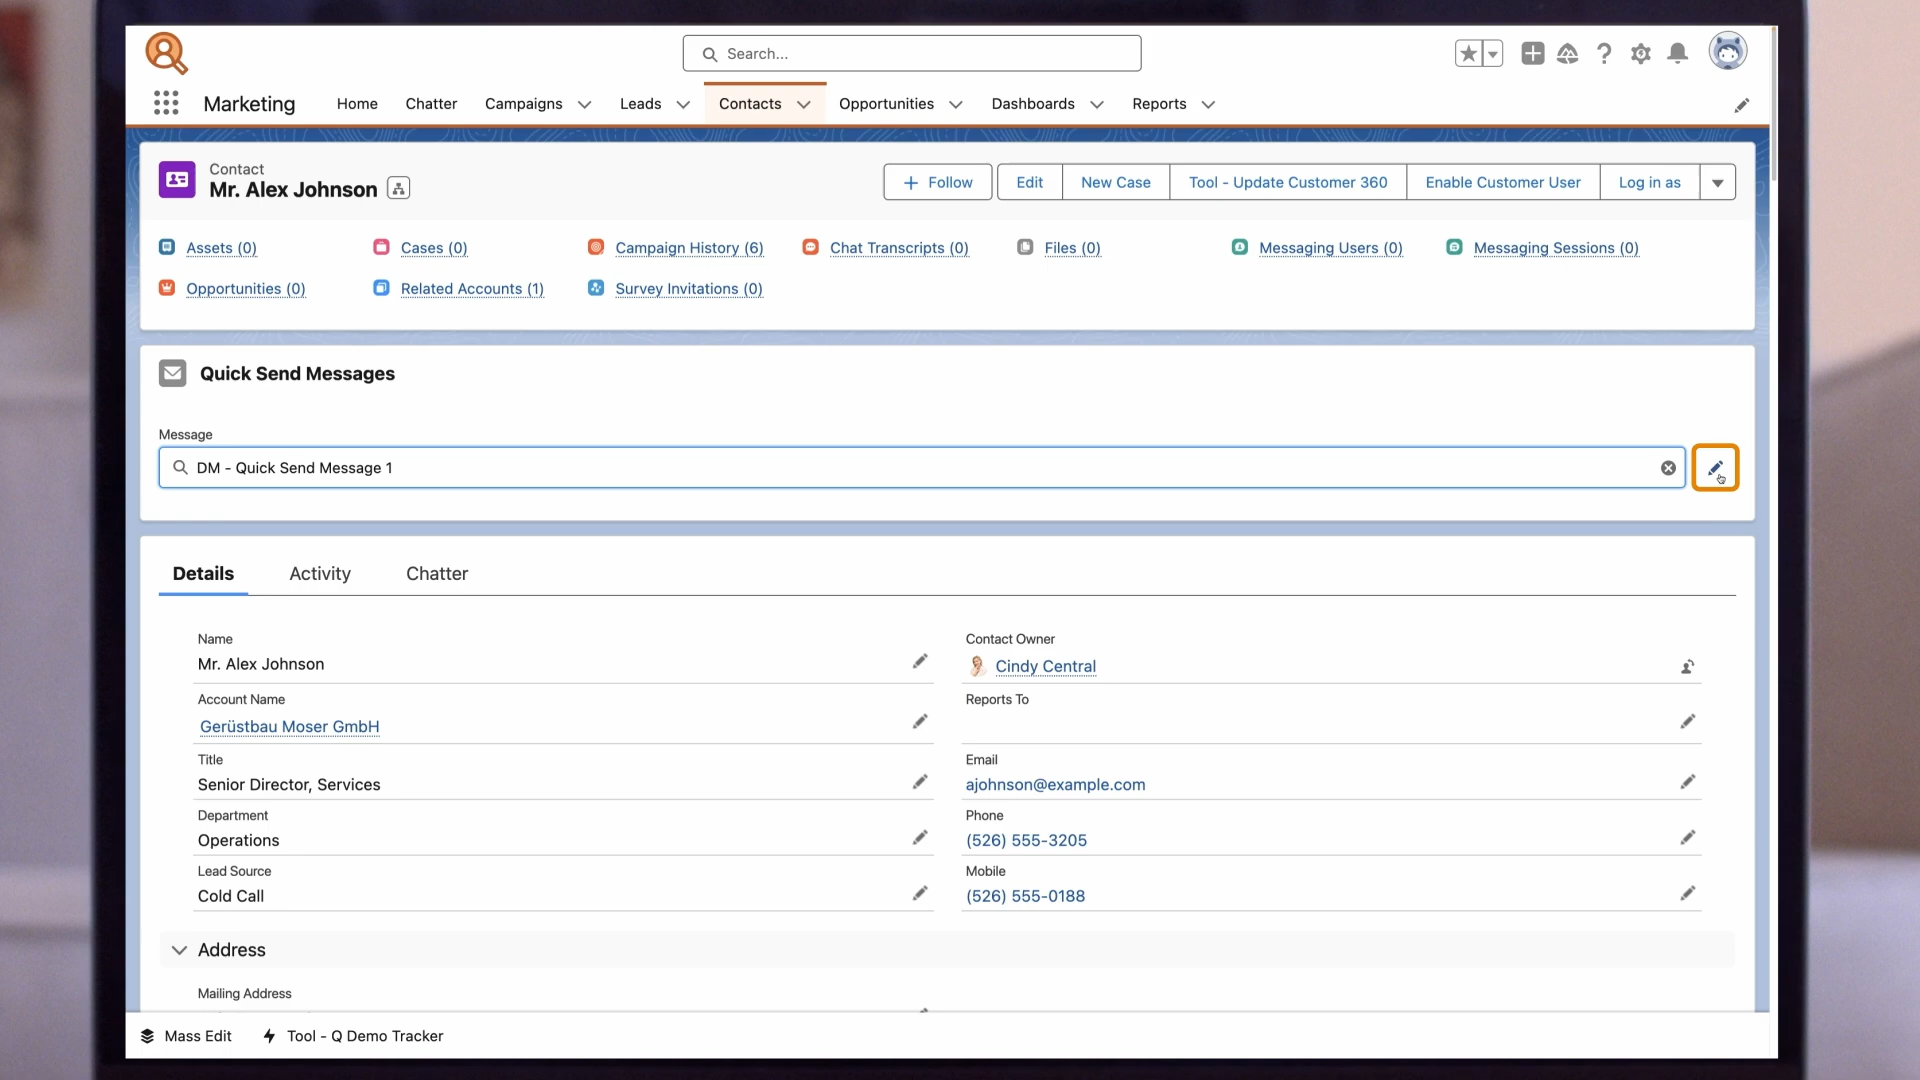 Search...
Marketing
Home
Chatter
Campaigns
Leads
Contacts
Opportunities
Dashboards
Reports
Contact
Mr. Alex Johnson
Follow
Edit
New Case
Tool - Update Customer 360
Enable Customer User
Log in as
Assets (0)
Cases (0)
Campaign History (6)
Chat Transcripts (0)
Files (0)
Messaging Users (0)
Messaging Sessions (0)
Opportunities (0)
Related Accounts (1)
Survey Invitations (0)
Quick Send Messages
Message
DM - Quick Send Message 1
Details
Activity
Chatter
Name
Mr. Alex Johnson
Contact Owner
Cindy Central
Account Name
Gerüstbau Moser GmbH
Reports To
Title
Senior Director, Services
Email
ajohnson@example.com
Department
Operations
Phone
(526) 555-3205
Lead Source
Cold Call
Mobile
(526) 555-0188
Address
Mailing Address
Mass Edit
Tool - Q Demo Tracker